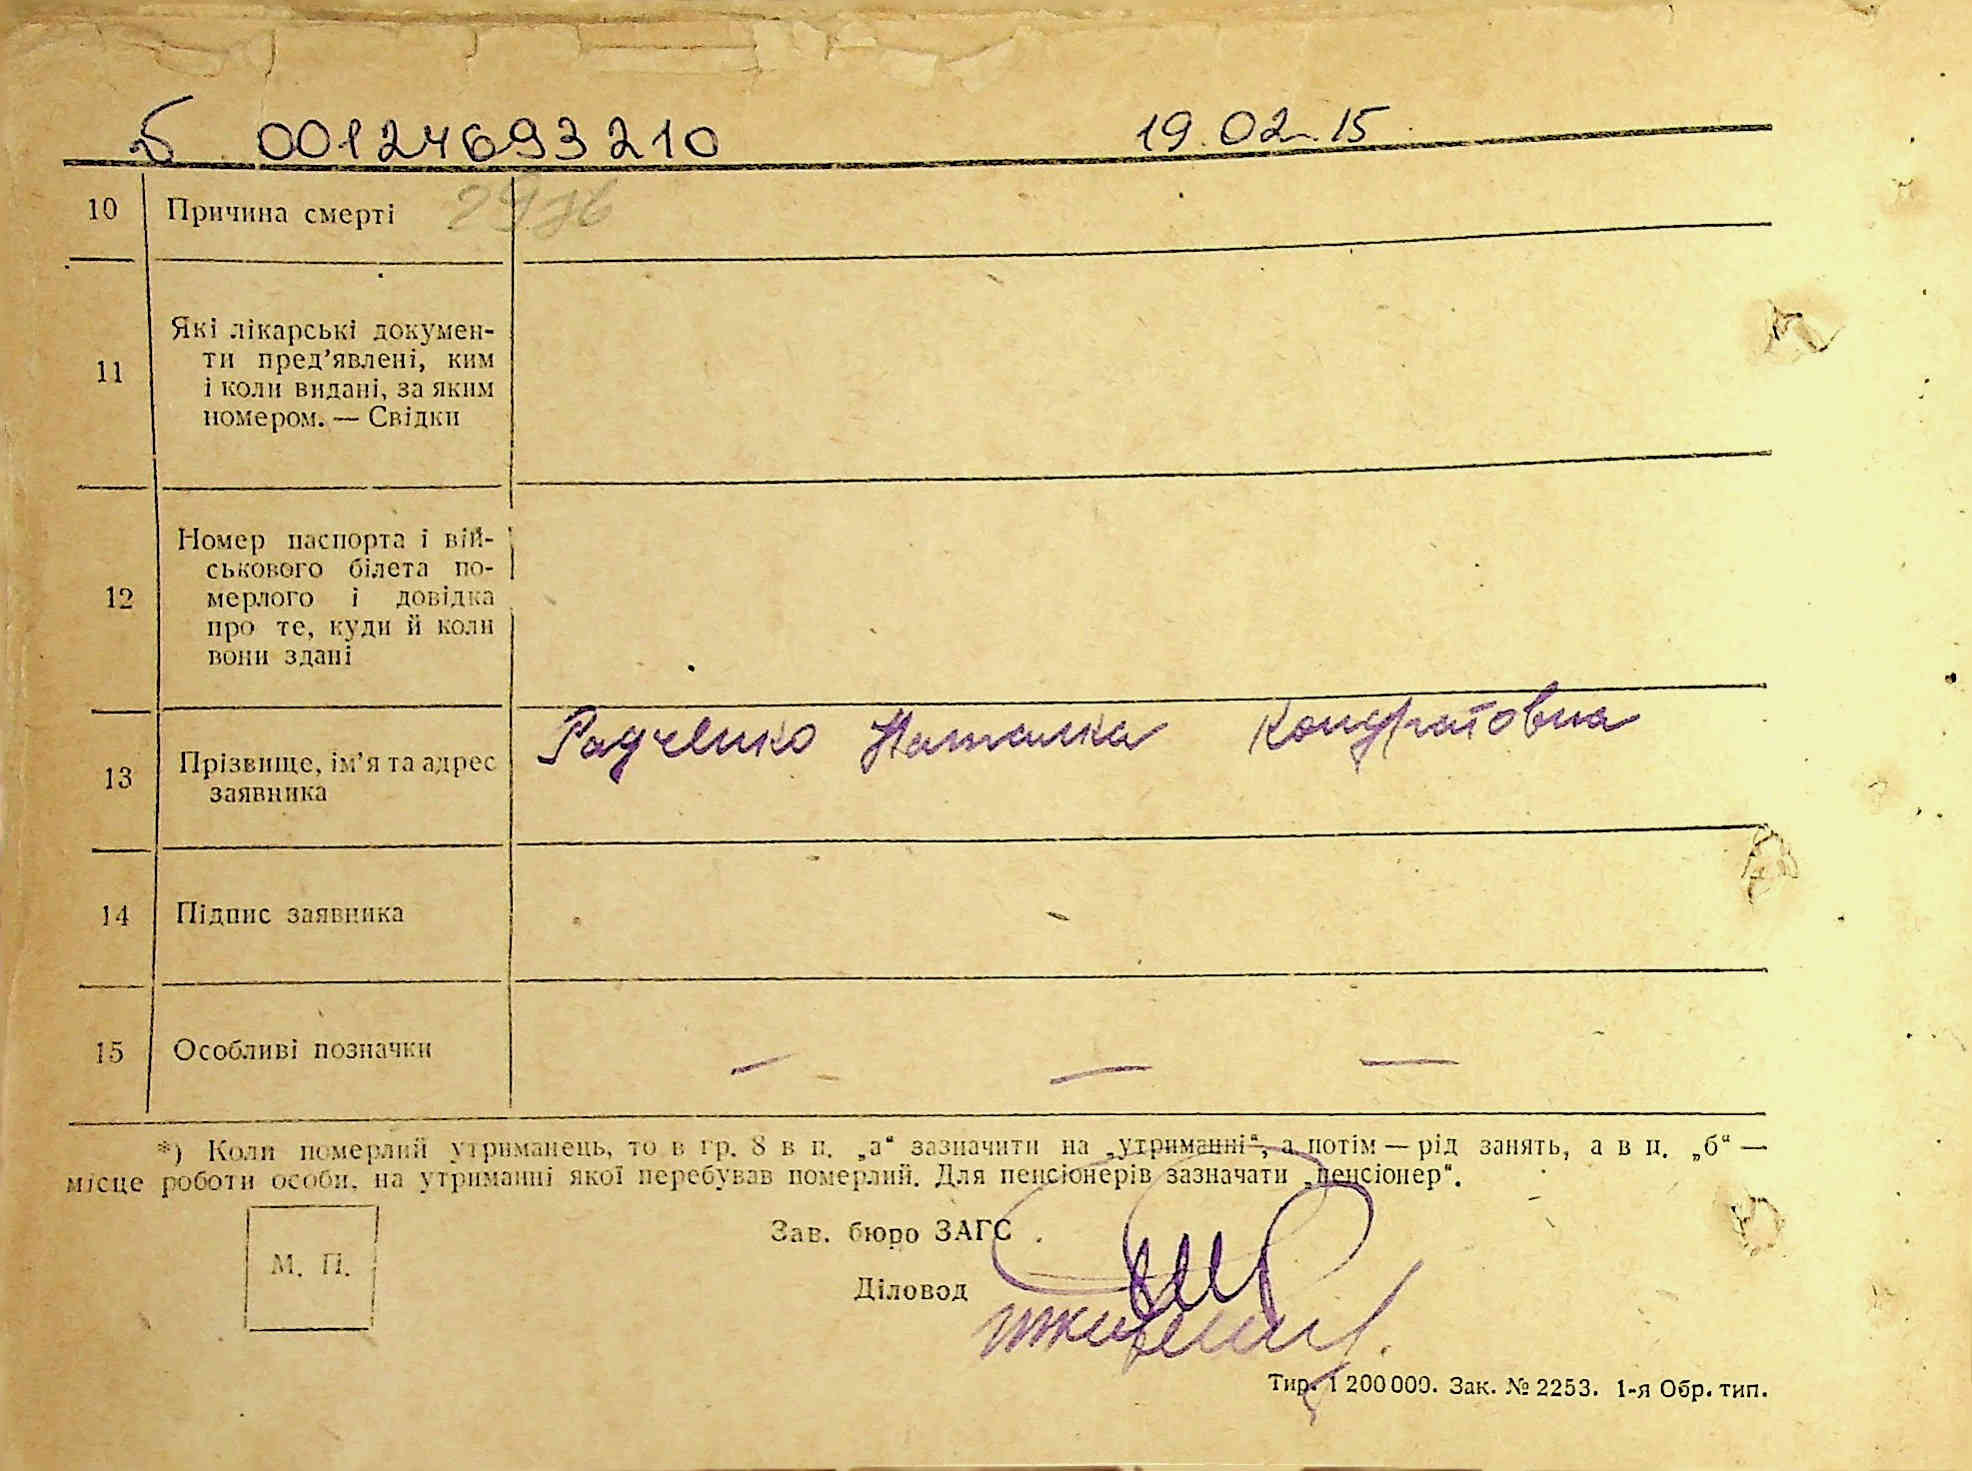 Б 00124693210 19.02.15
10 Причина смерті
11 Які лікарські докумен-
ти пред’явлені, ким
і коли видані, за яким
номером. — Свідки
12 Номер паспорта і вій-
ськового білета по-
мерлого і довідка
про те, куди й коли
вони здані
13 Прізвище, ім’я та адрес
заявника
Радченко Наталка Кондратовна
14 Підпис заявника
15 Особливі позначки — — —
*) Коли померлий утриманець, то в гр. 8 в п. „а“ зазначити на „утриманні“, а потім — рід занять, а в п. „б“ —
місце роботи особи, на утриманні якої перебував померлий. Для пенсіонерів зазначати „пенсіонер“.
М. П.
Зав. бюро ЗАГС
Діловод
Тир. 1 200 000. Зак. № 2253. 1-я Обр. тип.